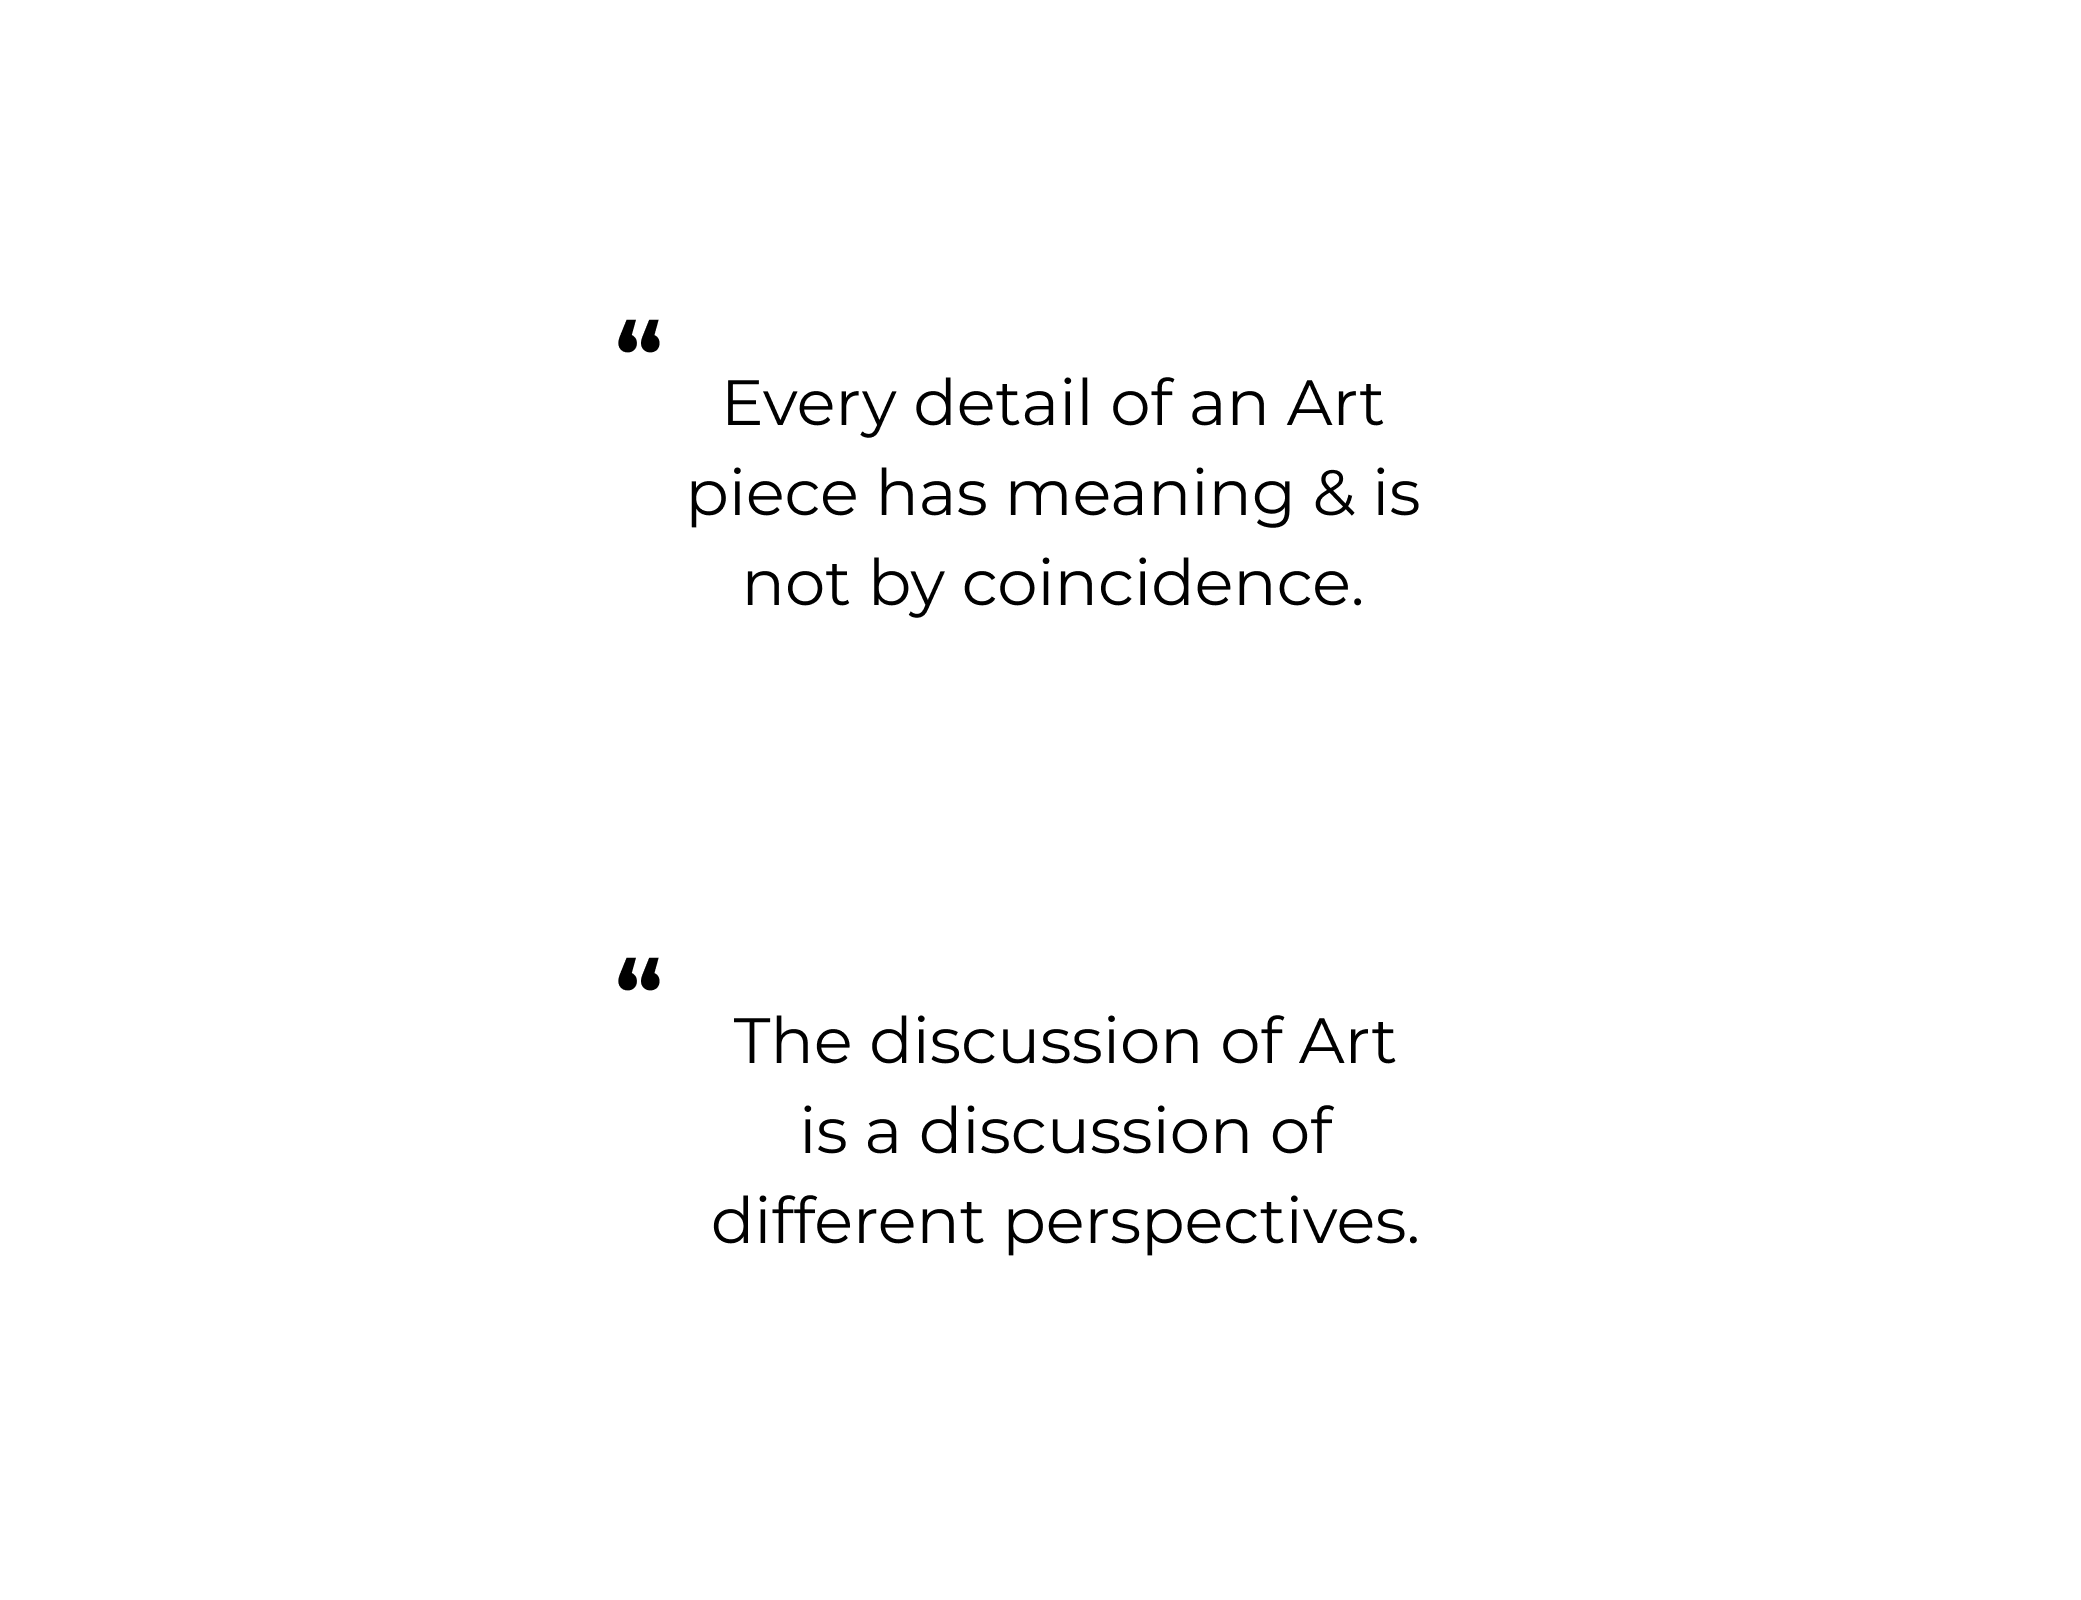 “
Every detail of an Art
piece has meaning & is
not by coincidence.
“
The discussion of Art
is a discussion of
different perspectives.